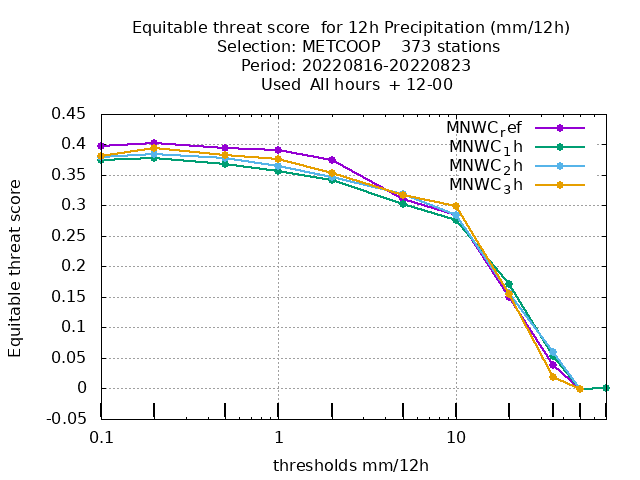 Equitable threat score  for 12h Precipitation (mm/12h)
Selection: METCOOP    373 stations
Period: 20220816-20220823
Used  All hours  + 12-00
MNWC_ref
MNWC_1h
MNWC_2h
MNWC_3h
Equitable threat score
0.45
0.4
0.35
0.3
0.25
0.2
0.15
0.1
0.05
0
-0.05
0.1 1 10
thresholds mm/12h